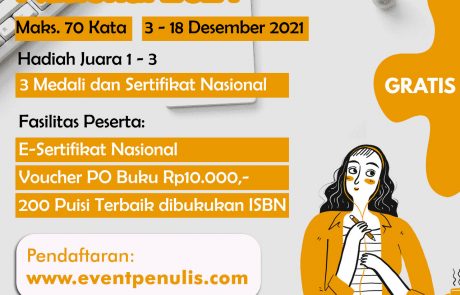 Maks. 70 Kata 3 - 18 Desember 2021
Hadiah Juara 1 - 3
3 Medali dan Sertifikat Nasional
GRATIS
Fasilitas Peserta:
E-Sertifikat Nasional
Voucher PO Buku Rp10.000,-
200 Puisi Terbaik dibukukan ISBN
Pendaftaran:
www.eventpenulis.com